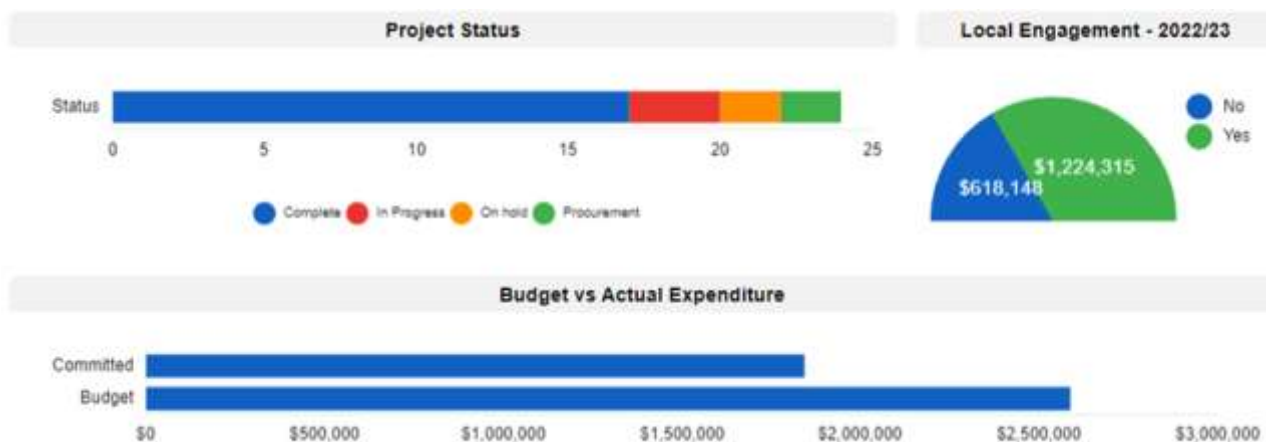 Project Status
Local Engagement - 2022/23
Status
0 5 10 15 20 25
Complete In Progress On hold Procurement
No
Yes
$1,224,315
$618,148
Budget vs Actual Expenditure
Committed
Budget
$0 $500,000 $1,000,000 $1,500,000 $2,000,000 $2,500,000 $3,000,000